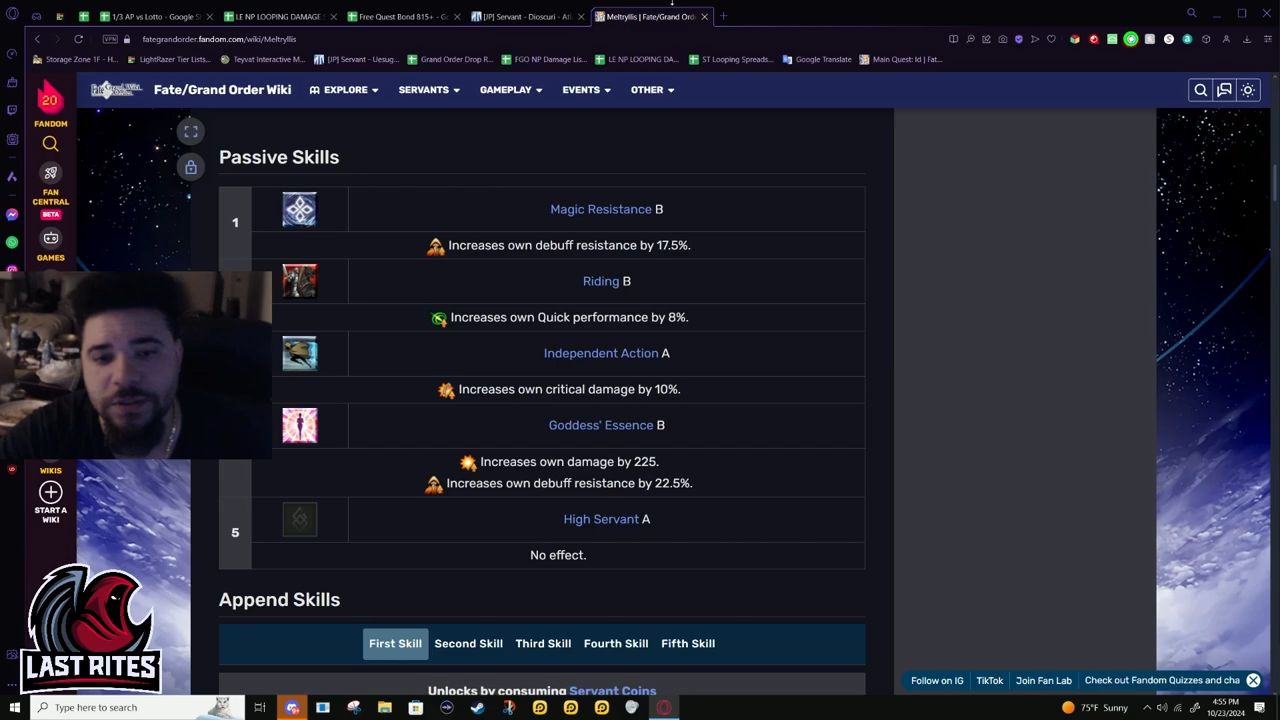 1/3 AP vs Lotto - Google S
LE NP LOOPING DAMAGE
Free Quest Bond 815+ - G
[JP] Servant - Dioscuri - Atl
Meltryllis | Fate/Grand Ord
VPN
fategrandorder.fandom.com/wiki/Meltryllis
Storage Zone 1F - H...
LightRazer Tier Lists...
Teyvat Interactive M...
[JP] Servant - Uesug...
Grand Order Drop R...
FGO NP Damage Lis...
LE NP LOOPING DA...
ST Looping Spreads...
Google Translate
Main Quest: Id | Fat...
Fate/Grand Order Wiki
EXPLORE
SERVANTS
GAMEPLAY
EVENTS
OTHER
20
FANDOM
FAN CENTRAL
BETA
GAMES
WIKIS
START A WIKI
Passive Skills
1
Magic Resistance B
Increases own debuff resistance by 17.5%.
Riding B
Increases own Quick performance by 8%.
Independent Action A
Increases own critical damage by 10%.
Goddess' Essence B
Increases own damage by 225.
Increases own debuff resistance by 22.5%.
5
High Servant A
No effect.
Append Skills
First Skill
Second Skill
Third Skill
Fourth Skill
Fifth Skill
Unlocks by consuming Servant Coins
LAST RITES
Follow on IG
TikTok
Join Fan Lab
Check out Fandom Quizzes and cha
Type here to search
75°F Sunny
4:55 PM
10/23/2024